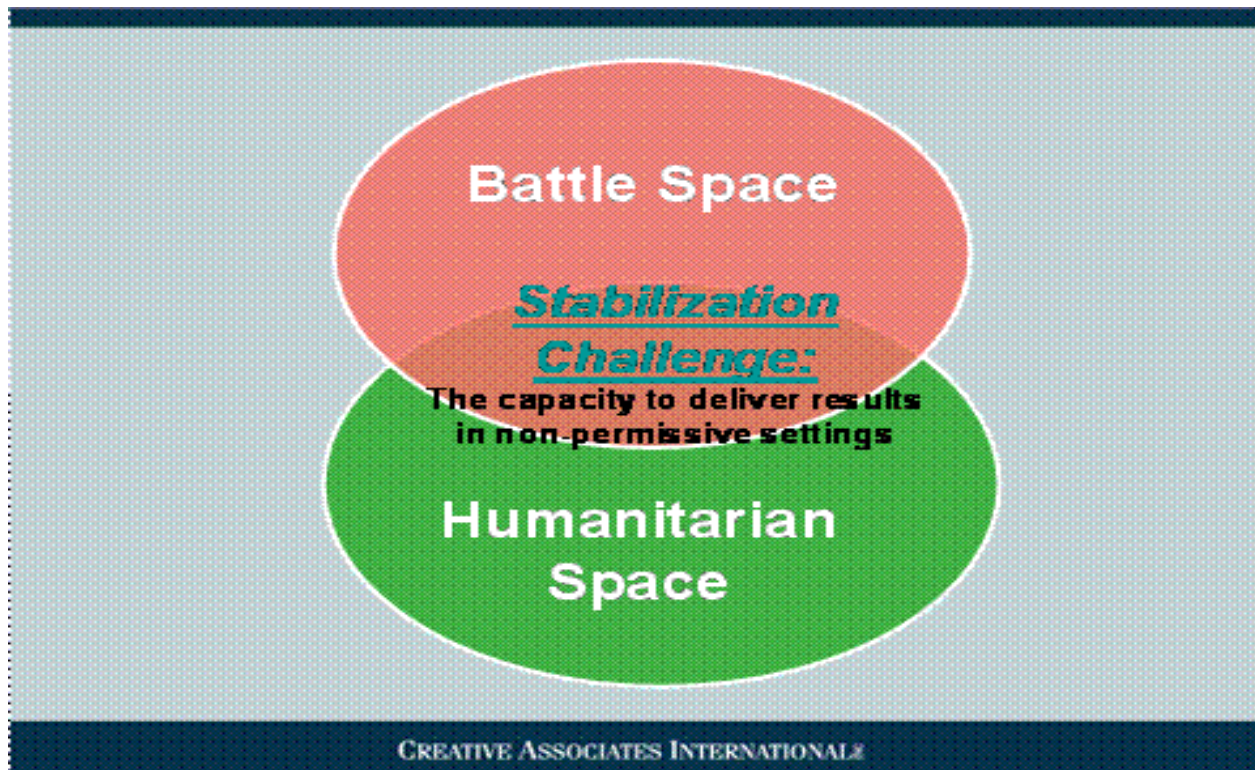 Battle Space
Stabilization
Challenge:
The capacity to deliver results
in non-permissive settings
Humanitarian
Space
CREATIVE ASSOCIATES INTERNATIONAL